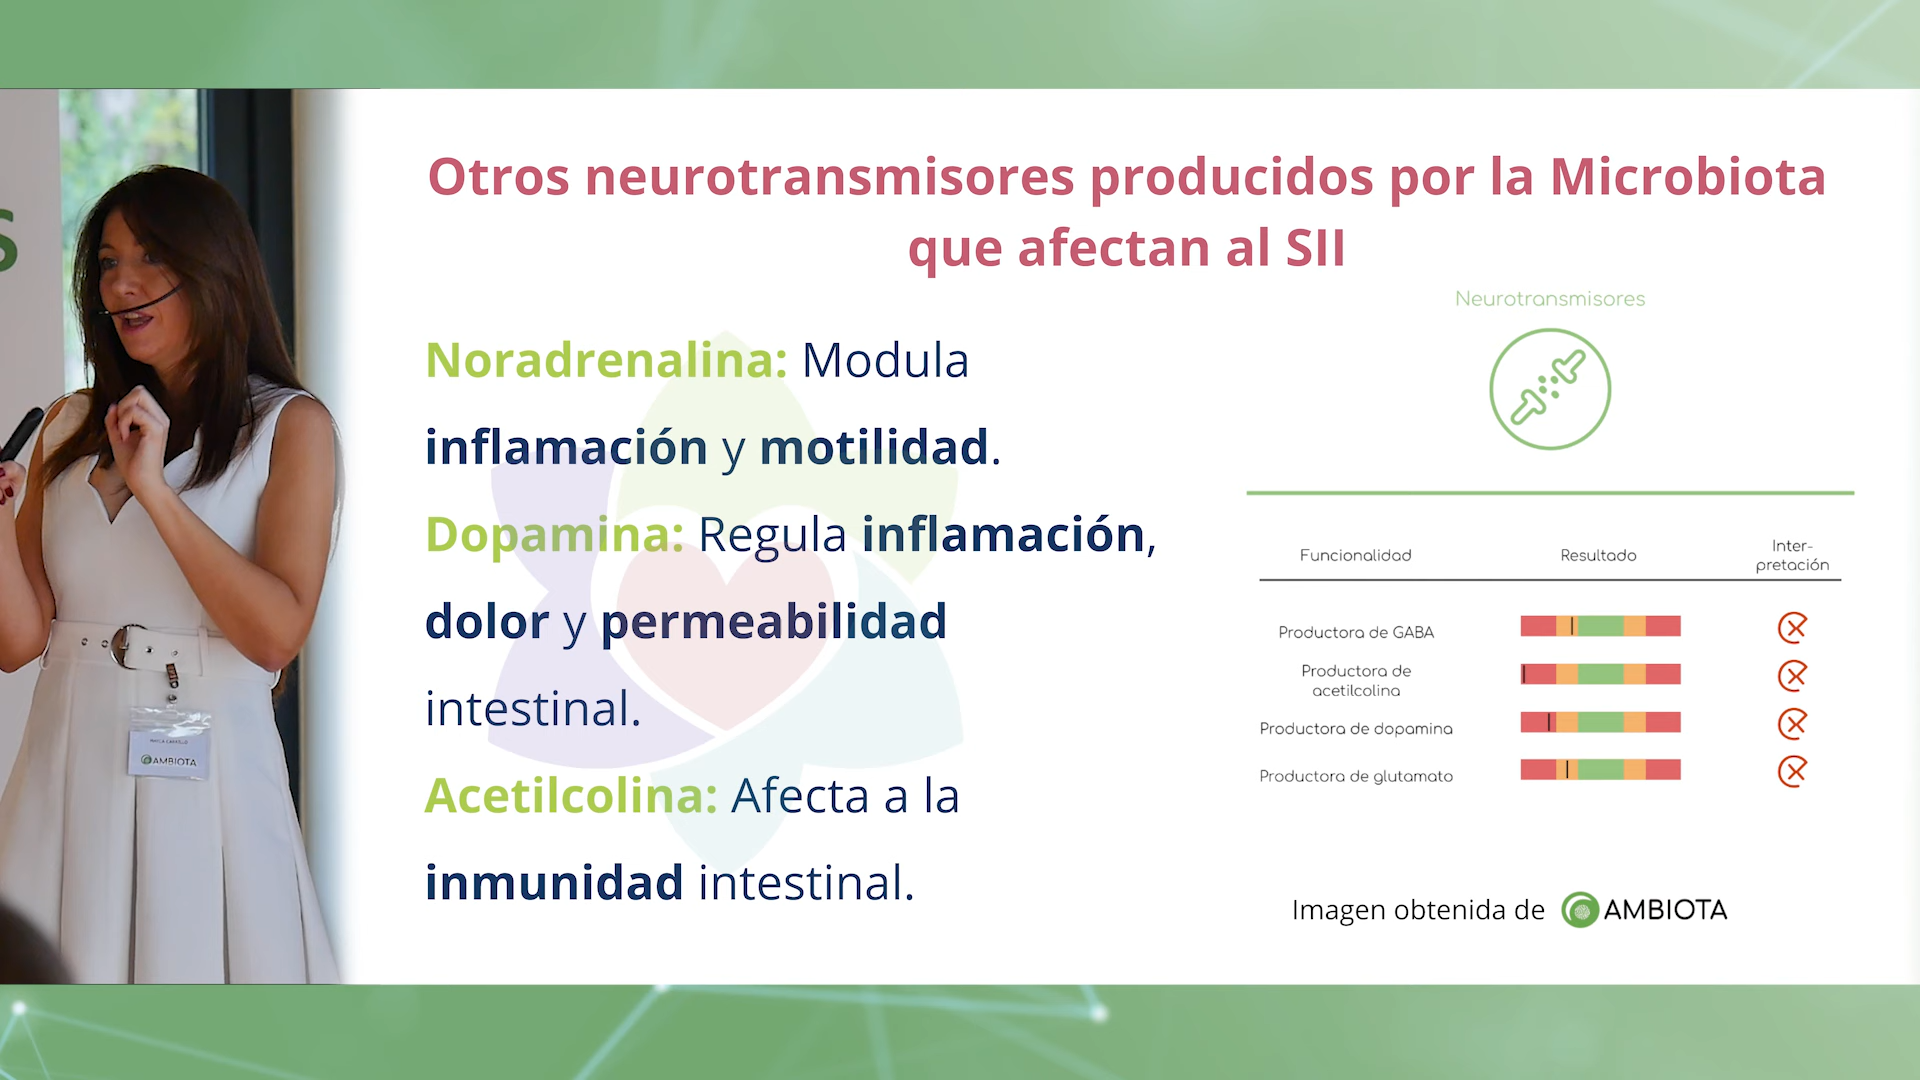 Otros neurotransmisores producidos por la Microbiota
que afectan al SII
Noradrenalina: Modula
inflamación y motilidad.
Dopamina: Regula inflamación,
dolor y permeabilidad
intestinal.
Acetilcolina: Afecta a la
inmunidad intestinal.
Neurotransmisores
Funcionalidad
Resultado
Inter-
pretación
Productora de GABA
Productora de
acetilcolina
Productora de dopamina
Productora de glutamato
Imagen obtenida de AMBIOTA
S
AMBIOTA